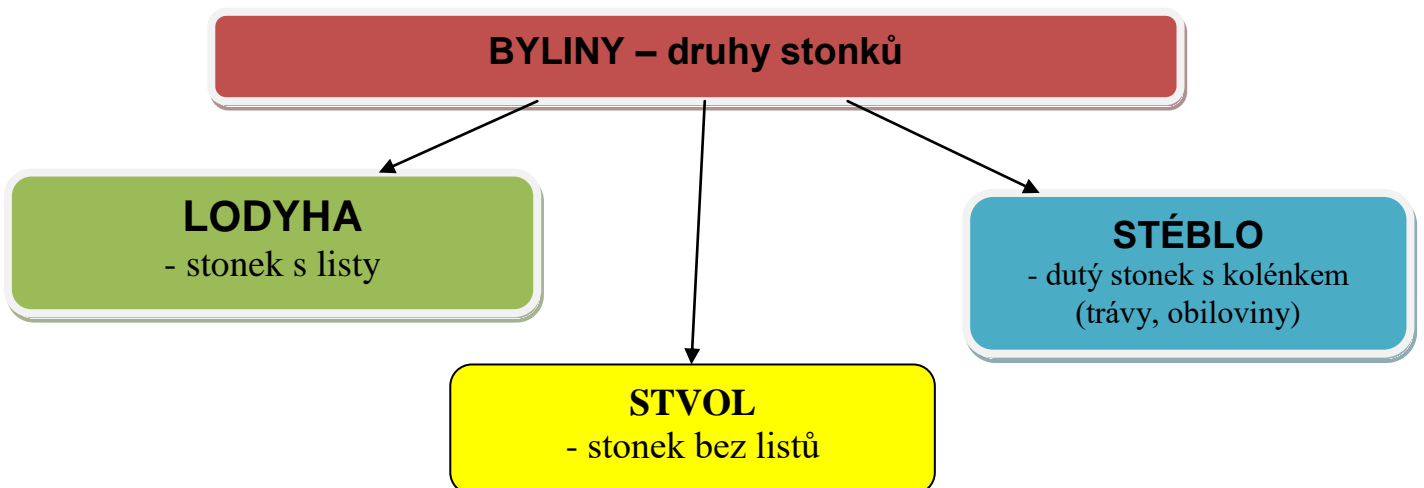 BYLINY – druhy stonků
LODYHA
- stonek s listy
STÉBLO
- dutý stonek s kolénkem
(trávy, obiloviny)
STVOL
- stonek bez listů